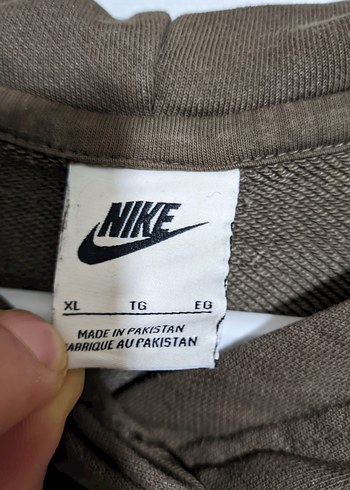 NIKE
XL TG EG
MADE IN PAKISTAN
FABRIQUE AU PAKISTAN